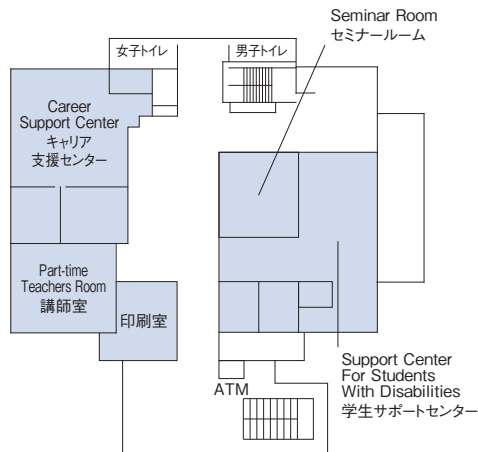 Seminar Room
セミナールーム
女子トイレ
男子トイレ
Career
Support Center
キャリア
支援センター
Part-time
Teachers Room
講師室
印刷室
ATM
Support Center
For Students
With Disabilities
学生サポートセンター